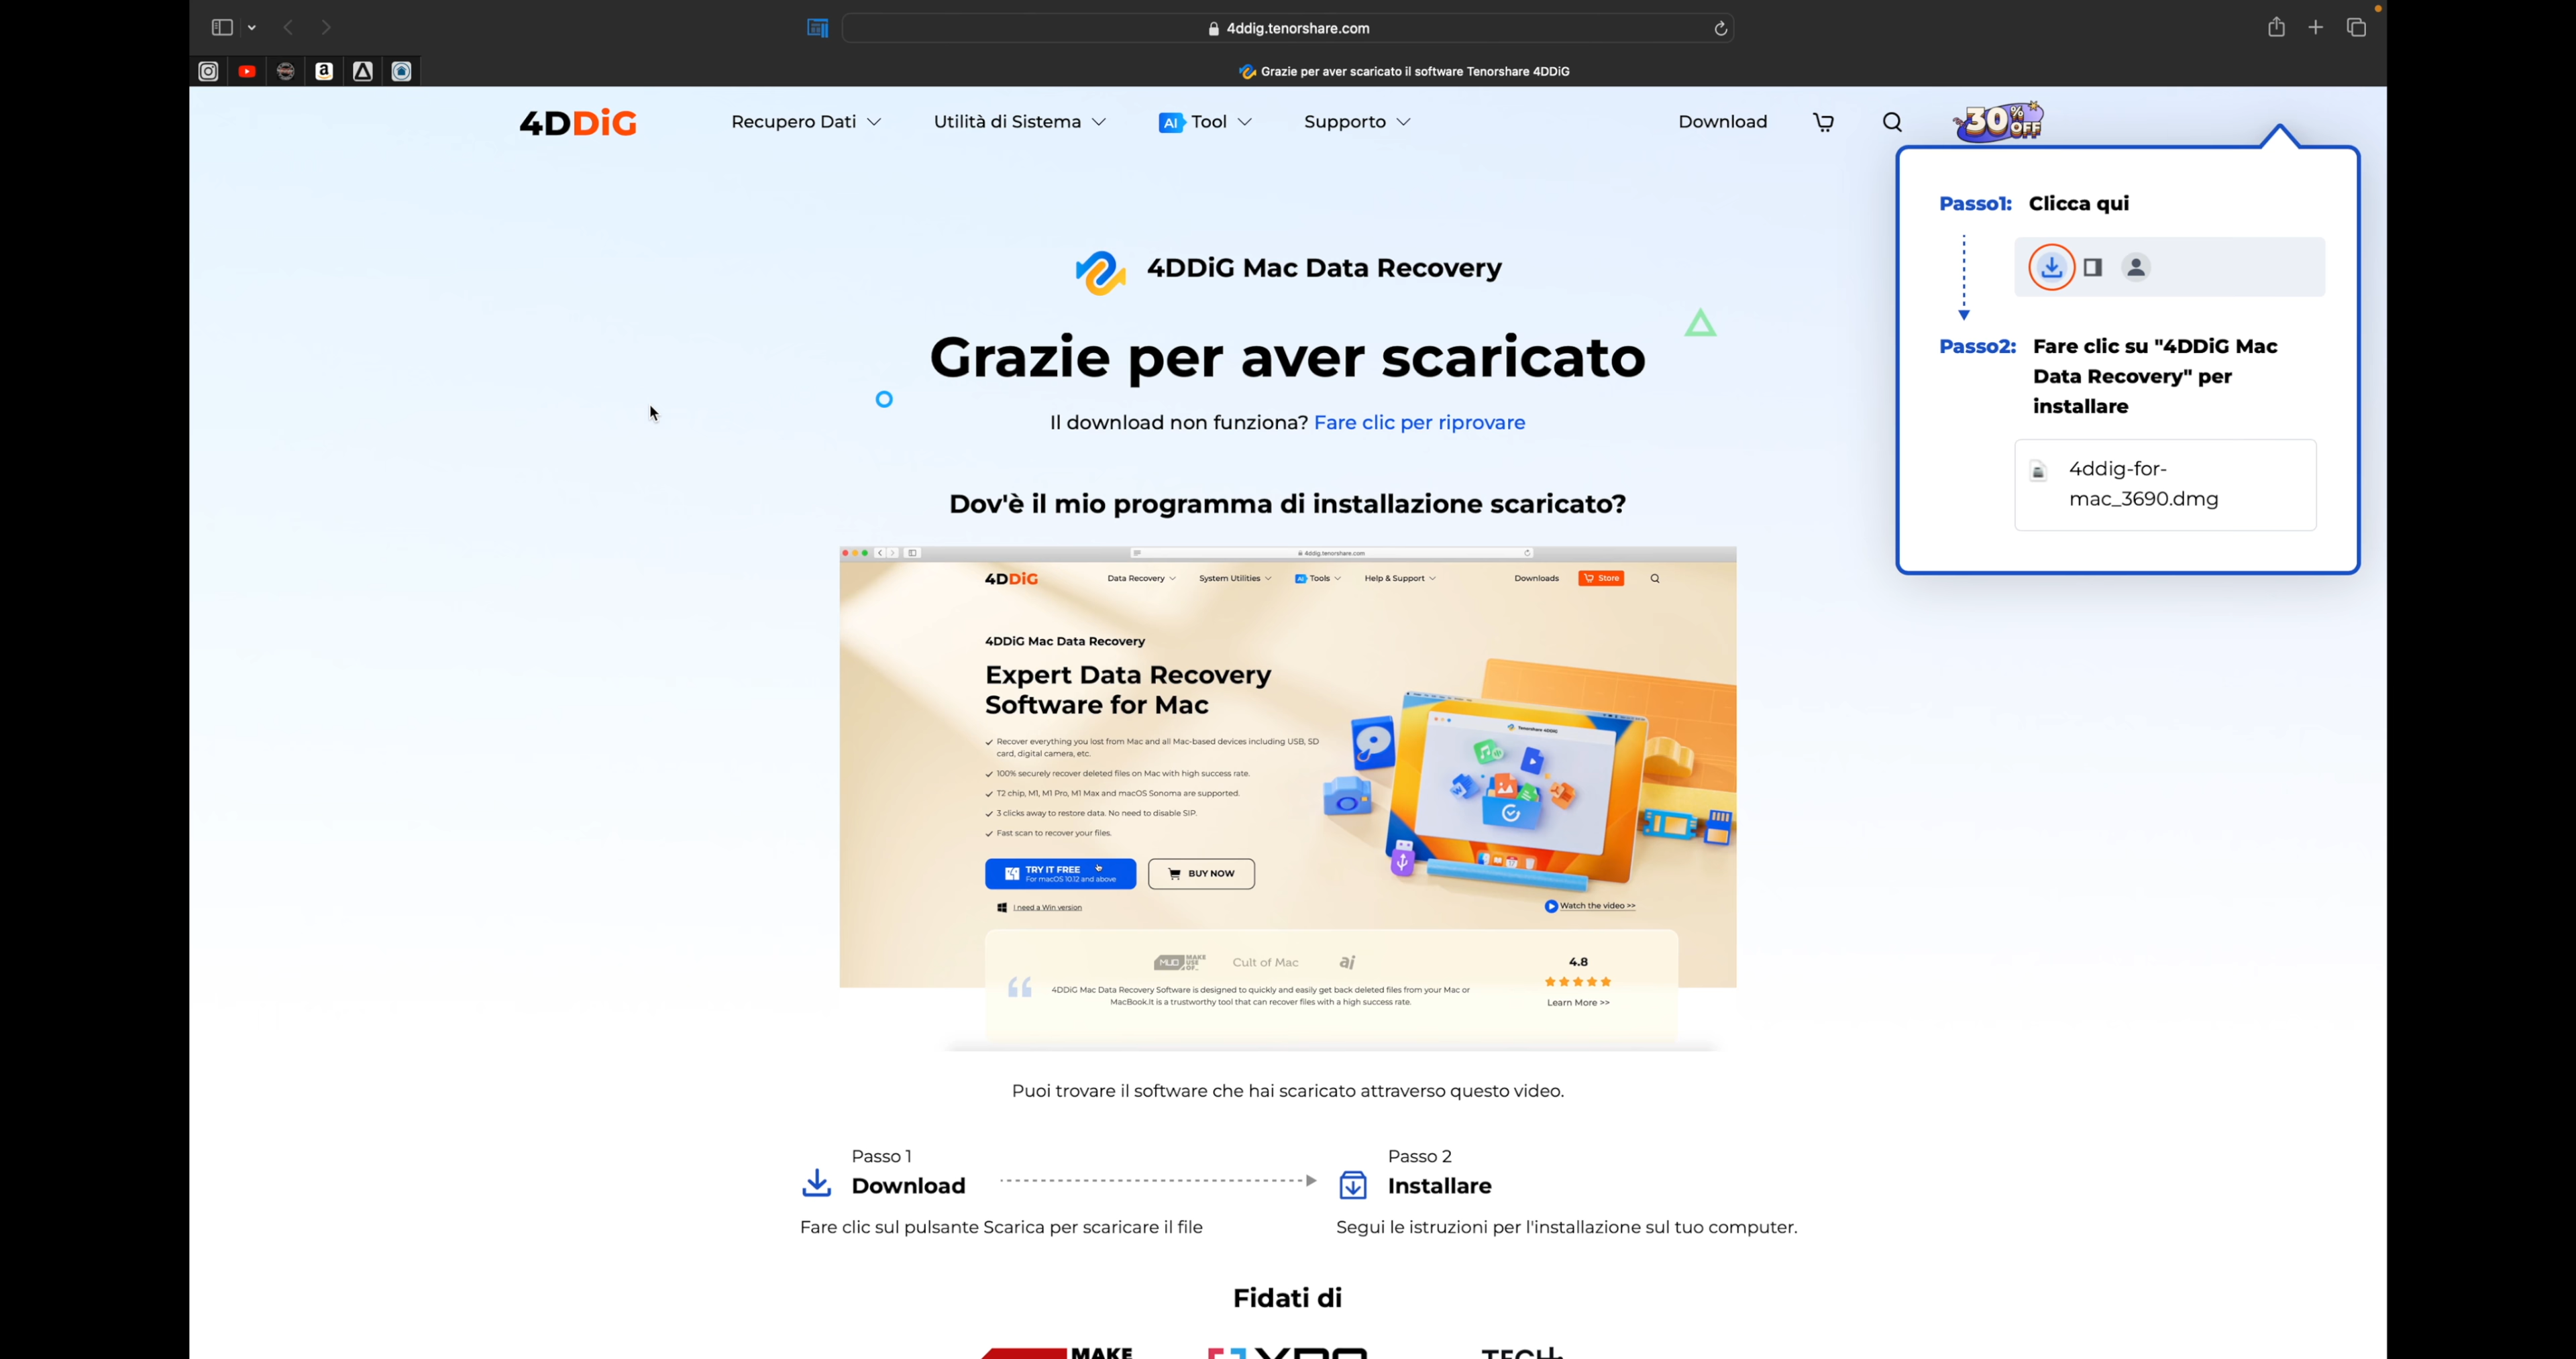 4ddig.tenorshare.com
Grazie per aver scaricato il software Tenorshare 4DDiG
4DDiG
Recupero Dati
Utilità di Sistema
AI Tool
Supporto
Download
30% OFF
Passo1: Clicca qui
Passo2: Fare clic su "4DDiG Mac
Data Recovery" per
installare
4ddig-for-
mac_3690.dmg
4DDiG Mac Data Recovery
Grazie per aver scaricato
Il download non funziona? Fare clic per riprovare
Dov'è il mio programma di installazione scaricato?
4ddig.tenorshare.com
4DDiG
Data Recovery
System Utilities
AI Tools
Help & Support
Downloads
Store
4DDiG Mac Data Recovery
Expert Data Recovery
Software for Mac
Recover everything you lost from Mac and all Mac-based devices including USB, SD
card, digital camera, etc.
100% securely recover deleted files on Mac with high success rate.
T2 chip, M1, M1 Pro, M1 Max and macOS Sonoma are supported.
3 clicks away to restore data. No need to disable SIP.
Fast scan to recover your files.
TRY IT FREE
For macOS 10.12 and above
BUY NOW
I need a Win version
Tenorshare 4DDiG
Watch the video >>
MUO MAKE
USE
OF...
Cult of Mac
ai
4DDiG Mac Data Recovery Software is designed to quickly and easily get back deleted files from your Mac or
MacBook.It is a trustworthy tool that can recover files with a high success rate.
4.8
Learn More >>
Puoi trovare il software che hai scaricato attraverso questo video.
Passo 1
Download
Fare clic sul pulsante Scarica per scaricare il file
Passo 2
Installare
Segui le istruzioni per l'installazione sul tuo computer.
Fidati di
MAKE